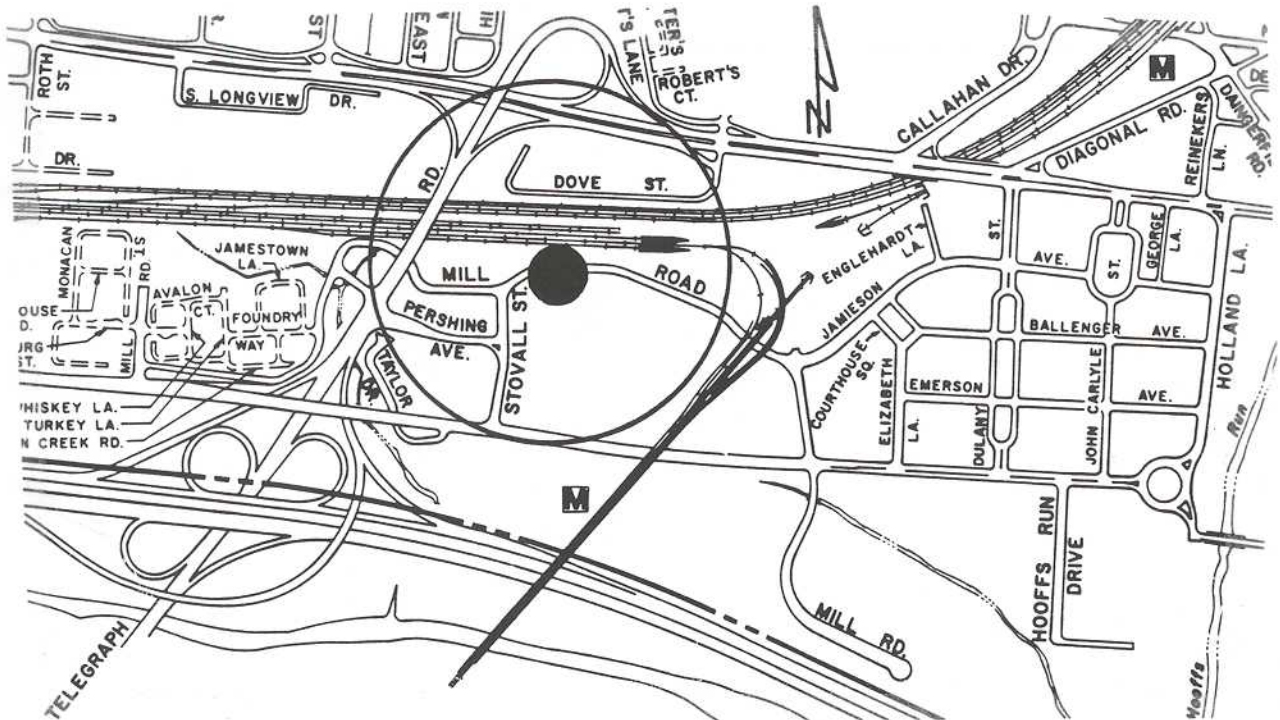 ROTH
ST.
ST
EAST
TER'S
T'S LANE
ROBERT'S
CT.
S. LONGVIEW DR.
DR.
RD.
DOVE ST.
N
CALLAHAN DR.
DIAGONAL RD.
M
REINEKERS
LN.
RD.
MONACAN
ST
RD
JAMESTOWN
LA.
AVALON
CT.
FOUNDRY
WAY
MILL
OUSE
D.
URG
ST.
WHISKEY LA.
TURKEY LA.
N CREEK RD.
MILL ROAD
PERSHING
AVE.
STOVALL ST.
TAYLOR
DR.
ENGLEHARDT
LA.
JAMIESON
AVE.
ST.
ST.
GEORGE
LA.
HOLLAND LA.
BALLENGER AVE.
COURTHOUSE
SQ.
ELIZABETH
LA.
EMERSON
AVE.
DULANY
JOHN CARLYLE
M
MILL RD.
HOOFFS RUN
DRIVE
Run
Hooffs
TELEGRAPH